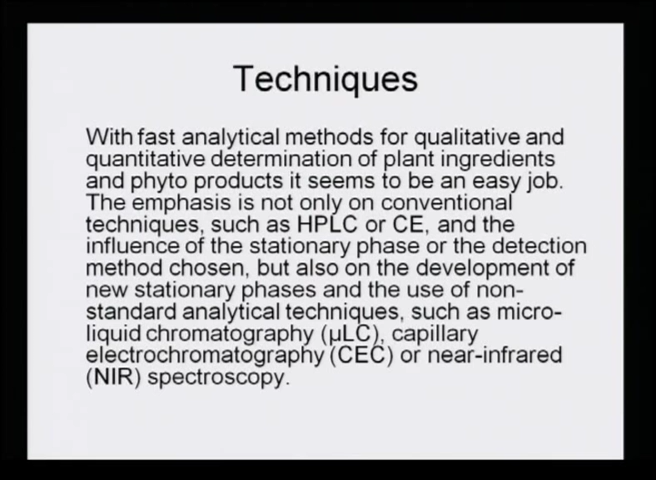 Techniques
With fast analytical methods for qualitative and
quantitative determination of plant ingredients
and phyto products it seems to be an easy job.
The emphasis is not only on conventional
techniques, such as HPLC or CE, and the
influence of the stationary phase or the detection
method chosen, but also on the development of
new stationary phases and the use of non-
standard analytical techniques, such as micro-
liquid chromatography (µLC), capillary
electrochromatography (CEC) or near-infrared
(NIR) spectroscopy.